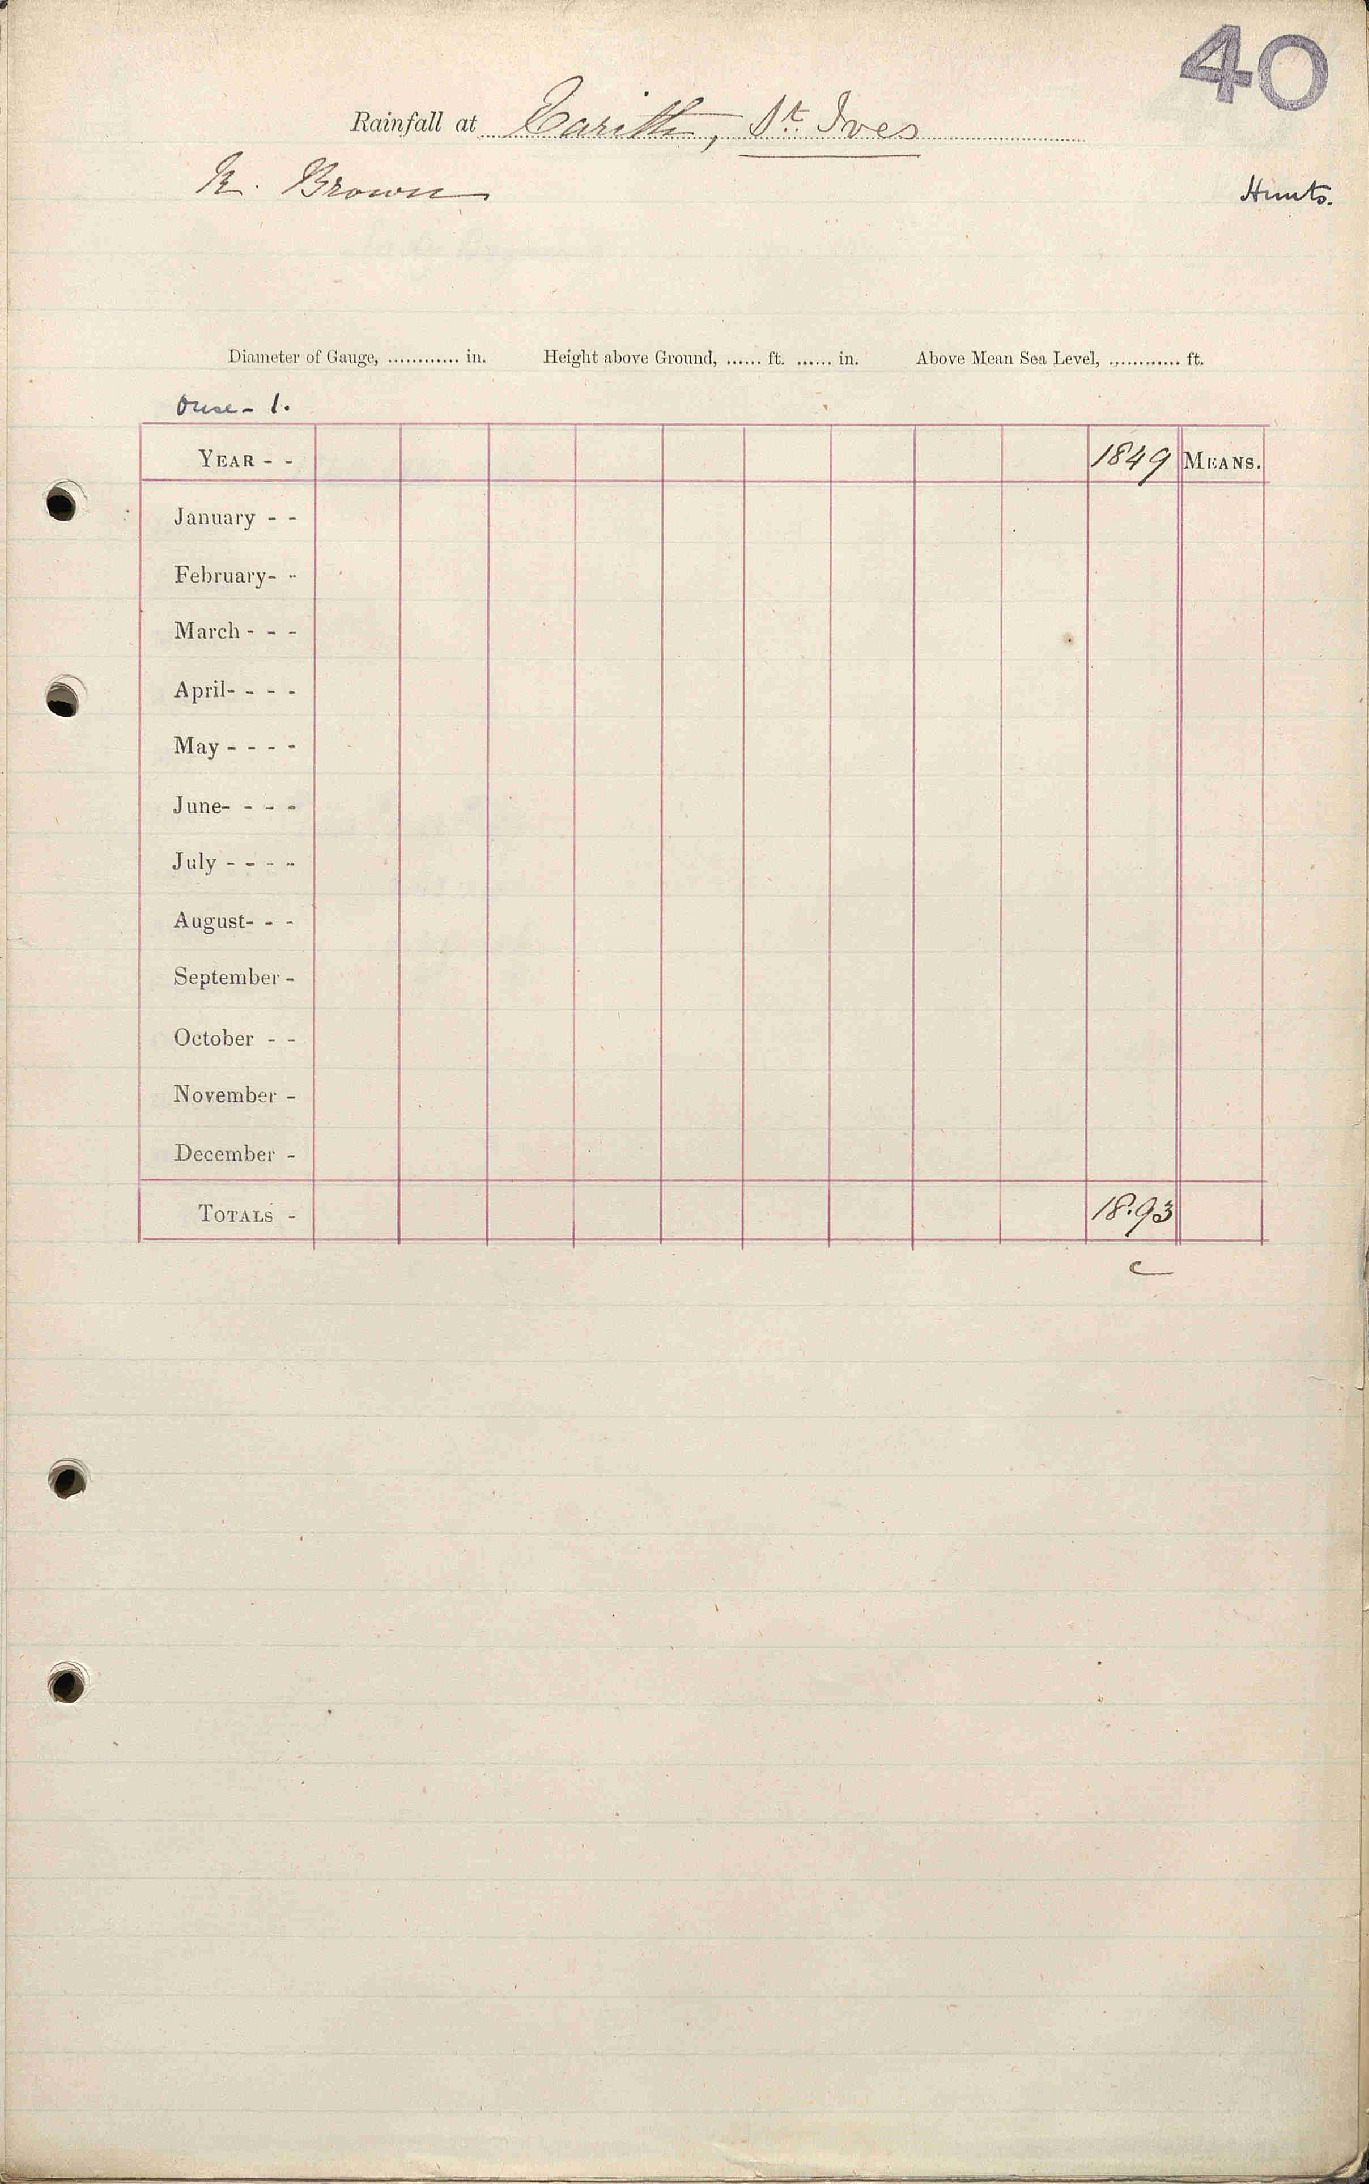 40
Rainfall at Earith, St. Ives
Brown
Hunts.
Diameter of Gauge, ............ in. Height above Ground, ...... ft. ...... in. Above Mean Sea Level, ............ ft.
Ouse - 1.
YEAR - - 1849 MEANS.
January - -
February- -
March - - -
April- - - -
May - - - -
June- - - -
July - - - -
August- - -
September -
October - -
November -
December -
TOTALS - 18.93
c